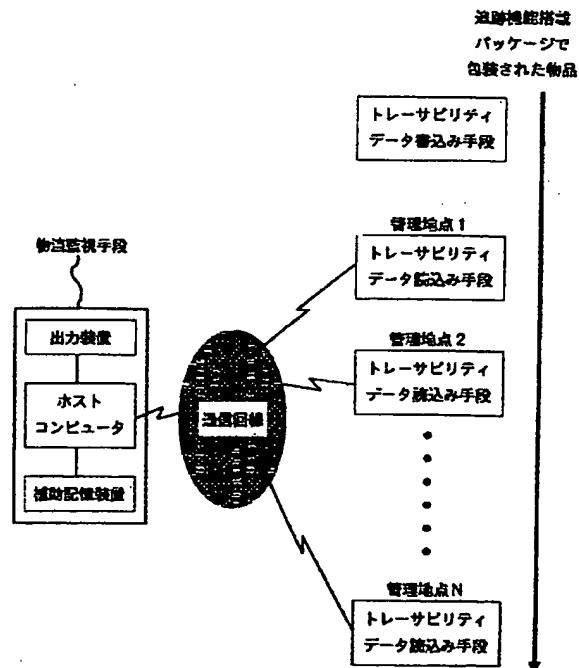 追跡機能搭載
パッケージで
包装された物品
トレーサビリティ
データ書込み手段
管理地点1
トレーサビリティ
データ読込み手段
物流監視手段
出力装置
ホスト
コンピュータ
補助記憶装置
通信回線
管理地点2
トレーサビリティ
データ読込み手段
管理地点N
トレーサビリティ
データ読込み手段